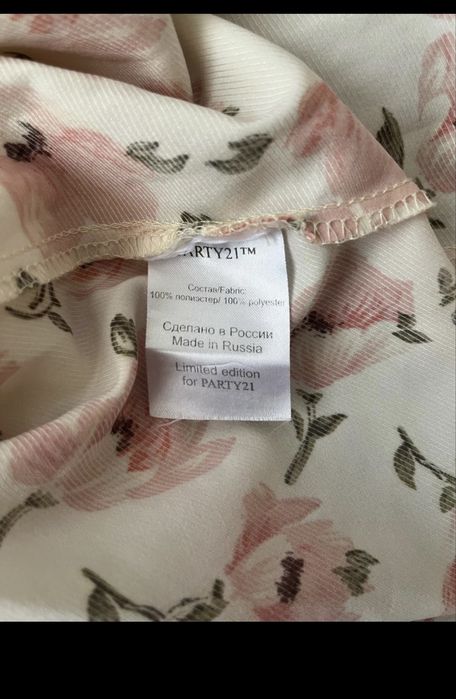 PARTY21™
Состав/Fabric:
100% полиэстер/ 100% polyester
Сделано в России
Made in Russia
Limited edition
for PARTY21